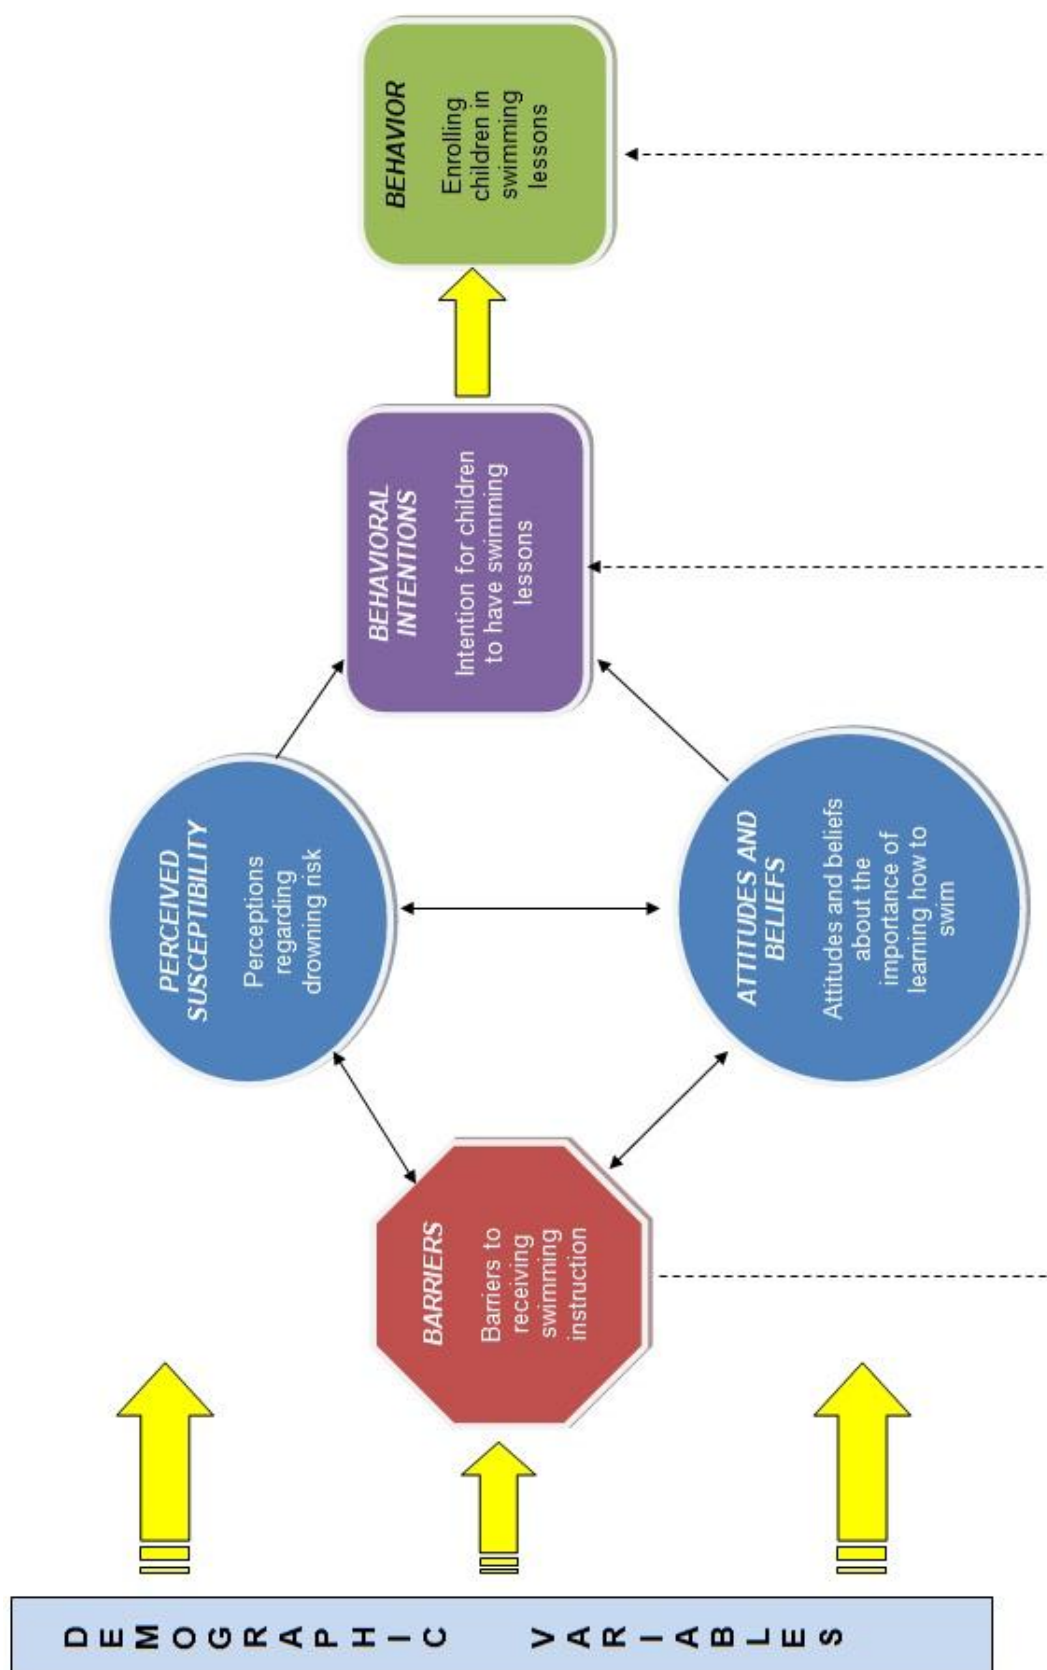 DEMOGRAPHIC VARIABLES
BARRIERS
Barriers to
receiving
swimming
instruction
PERCEIVED
SUSCEPTIBILITY
Perceptions
regarding
drowning risk
ATTITUDES AND
BELIEFS
Attitudes and beliefs
about the
importance of
learning how to
swim
BEHAVIORAL
INTENTIONS
Intention for children
to have swimming
lessons
BEHAVIOR
Enrolling
children in
swimming
lessons